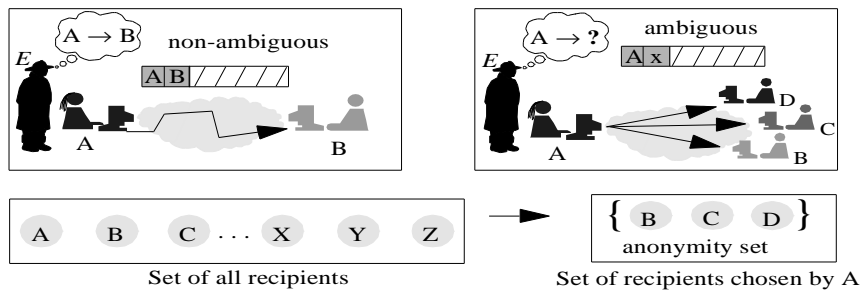 A → B
non-ambiguous
E
A B
A
B
A → ?
ambiguous
E
A x
D
C
A
B
A B C ... X Y Z
{ B C D }
anonymity set
Set of all recipients
Set of recipients chosen by A